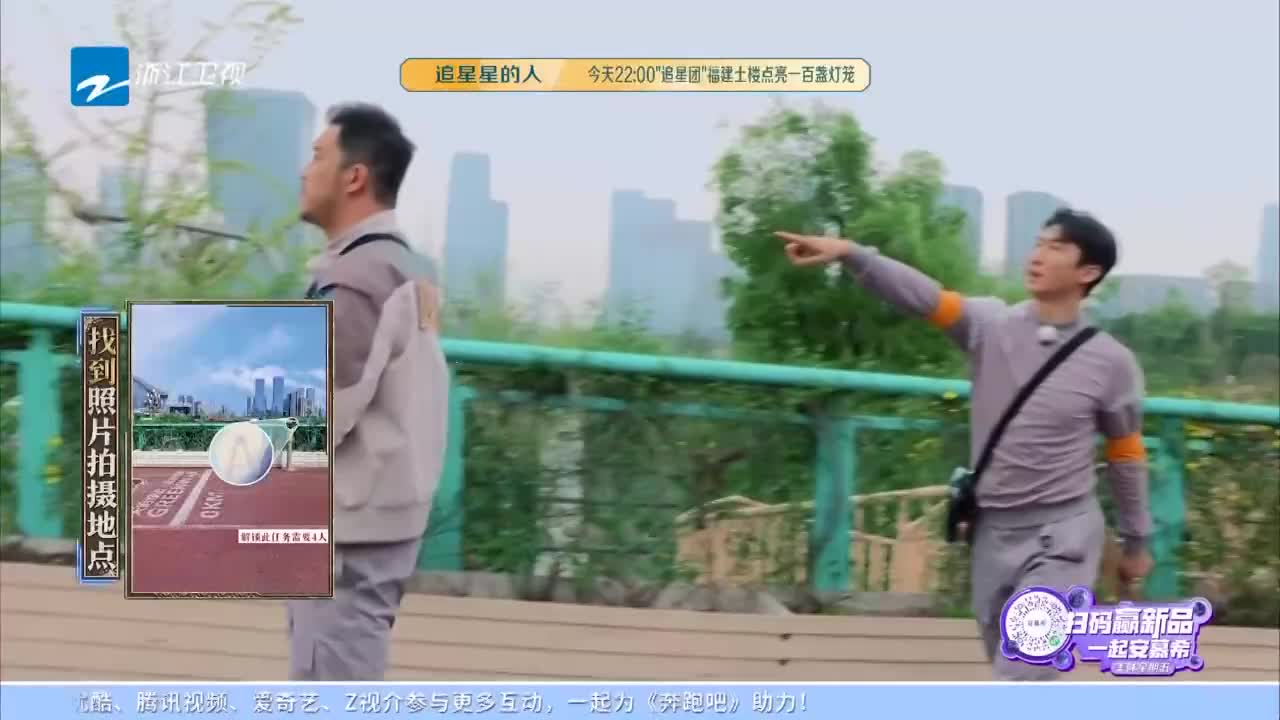 浙江卫视
追星星的人
今天22:00"追星团"福建土楼点亮一百盏灯笼
找到照片拍摄地点
A
GREENWAY
0KM
解锁此任务需要4人
扫码赢新品
一起安慕希
优酷、腾讯视频、爱奇艺、Z视介参与更多互动，一起为《奔跑吧》助力！